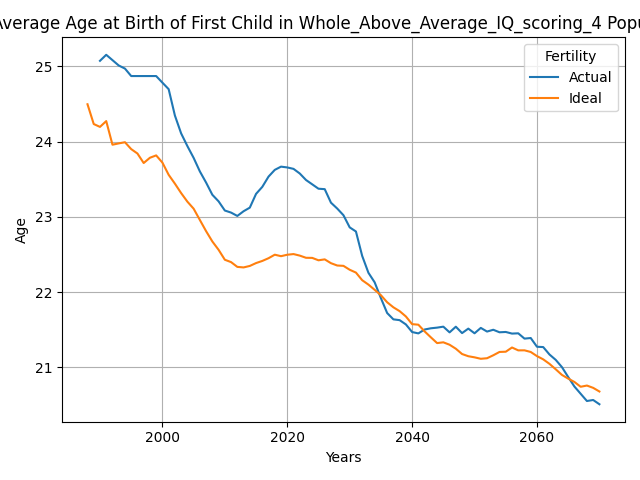 Average Age at Birth of First Child in Whole_Above_Average_IQ_scoring_4
Fertility
Actual
Ideal
25
24
23
22
21
Age
2000
2020
2040
2060
Years